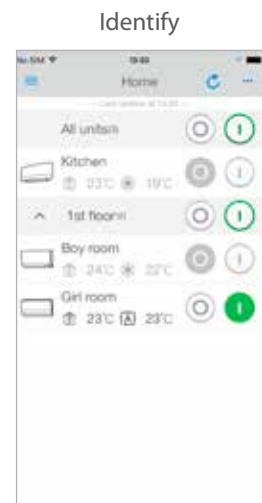 Identify
No SIM
Home
All units
Kitchen
23°C 19°C
1st floor
Boy room
24°C 22°C
Girl room
23°C A 23°C